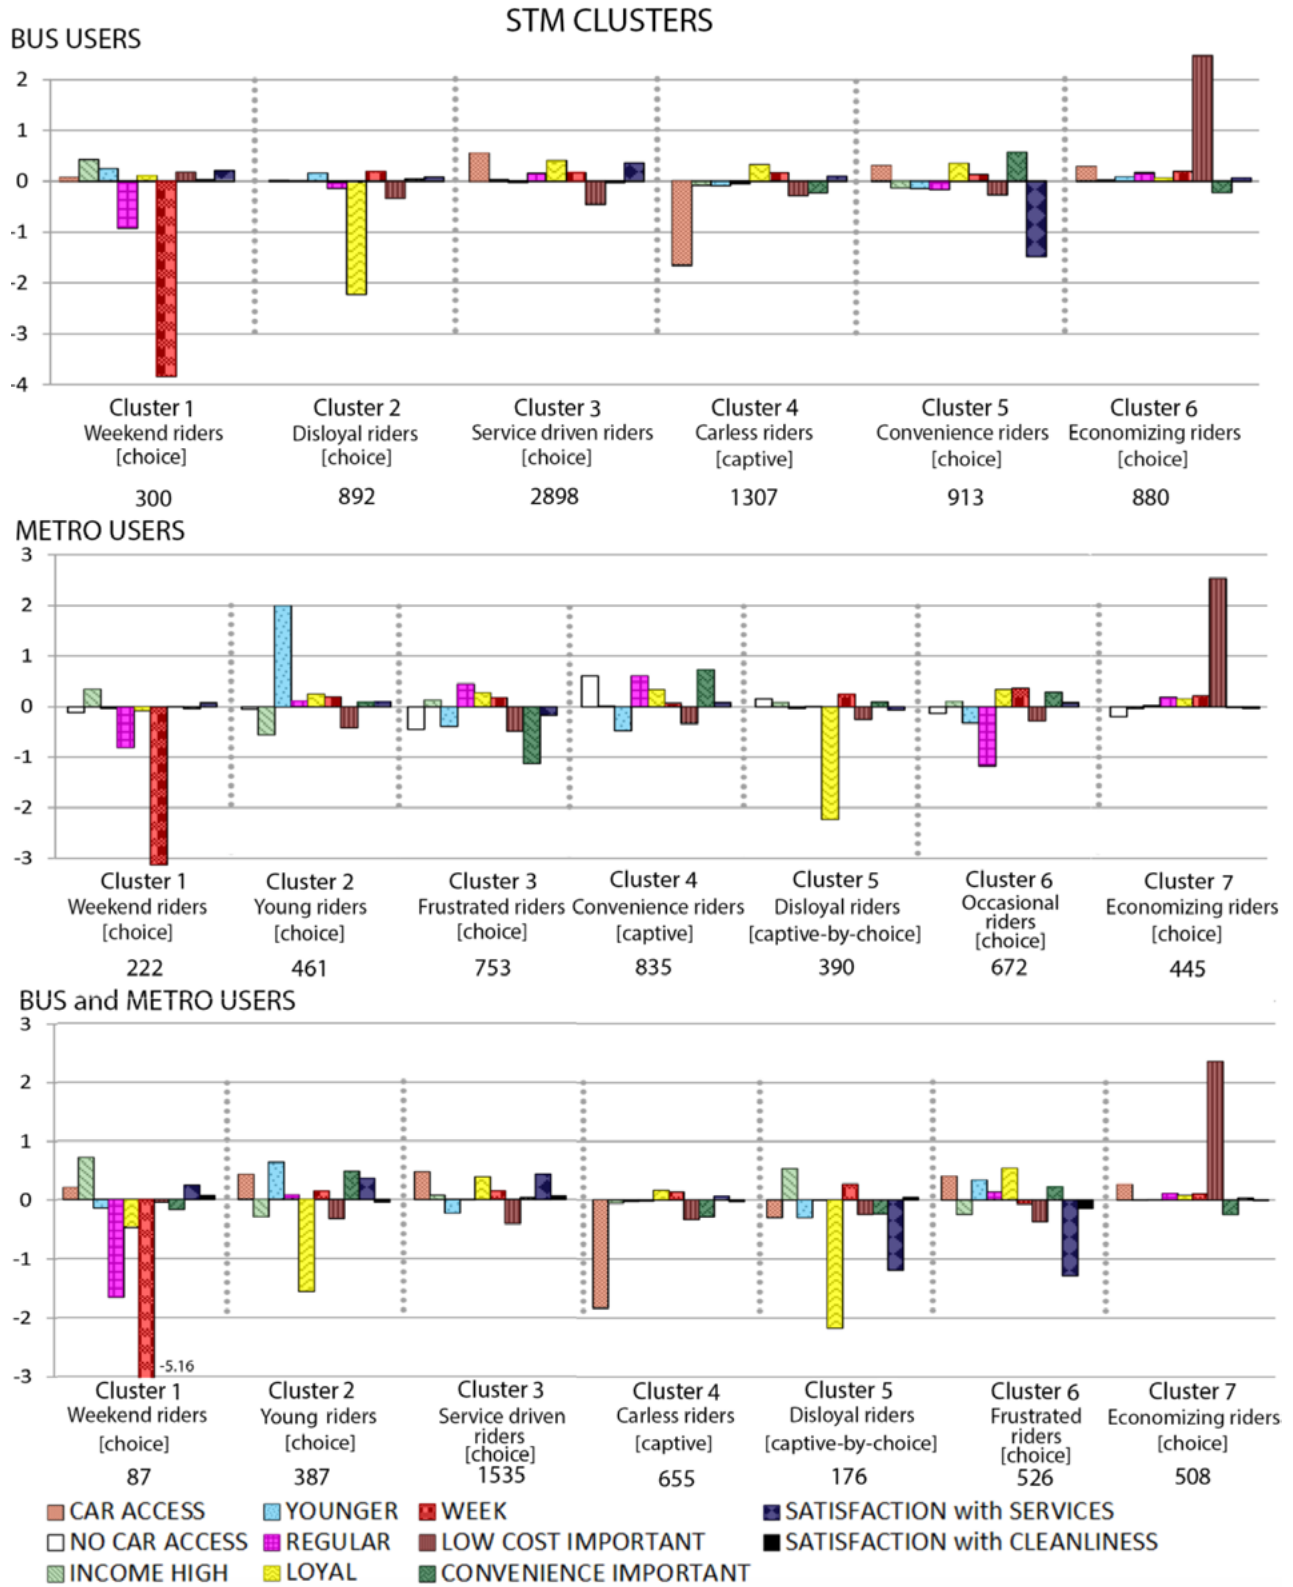 STM CLUSTERS
BUS USERS
2
1
0
-1
-2
-3
-4
Cluster 1 Cluster 2 Cluster 3 Cluster 4 Cluster 5 Cluster 6
Weekend riders Disloyal riders Service driven riders Carless riders Convenience riders Economizing riders
[choice] [choice] [choice] [captive] [choice] [choice]
300 892 2898 1307 913 880
METRO USERS
3
2
1
0
-1
-2
-3
Cluster 1 Cluster 2 Cluster 3 Cluster 4 Cluster 5 Cluster 6 Cluster 7
Weekend riders Young riders Frustrated riders Convenience riders Disloyal riders Occasional Economizing riders
riders
[choice] [choice] [choice] [captive] [captive-by-choice] [choice] [choice]
222 461 753 835 390 672 445
BUS and METRO USERS
3
2
1
0
-1
-2
-3
-5.16
Cluster 1 Cluster 2 Cluster 3 Cluster 4 Cluster 5 Cluster 6 Cluster 7
Weekend riders Young riders Service driven Carless riders Disloyal riders Frustrated Economizing riders
riders riders
[choice] [choice] [choice] [captive] [captive-by-choice] [choice] [choice]
87 387 1535 655 176 526 508
CAR ACCESS YOUNGER WEEK SATISFACTION with SERVICES
NO CAR ACCESS REGULAR LOW COST IMPORTANT SATISFACTION with CLEANLINESS
INCOME HIGH LOYAL CONVENIENCE IMPORTANT